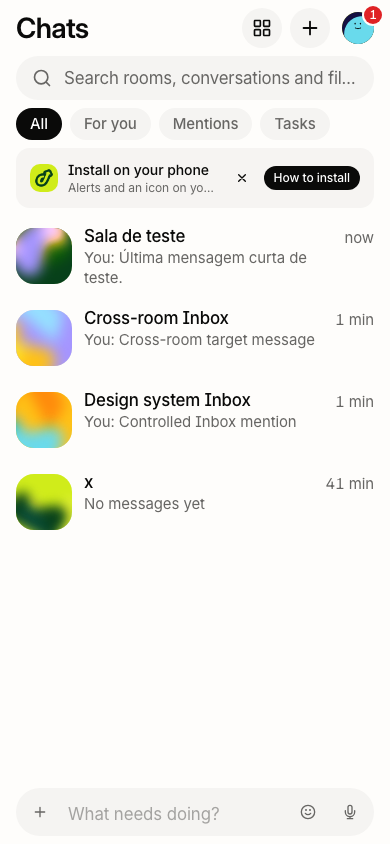 Chats
1
Search rooms, conversations and fil...
All
For you
Mentions
Tasks
Install on your phone
Alerts and an icon on yo...
How to install
Sala de teste
now
You: Última mensagem curta de
teste.
Cross-room Inbox
1 min
You: Cross-room target message
Design system Inbox
1 min
You: Controlled Inbox mention
x
41 min
No messages yet
What needs doing?